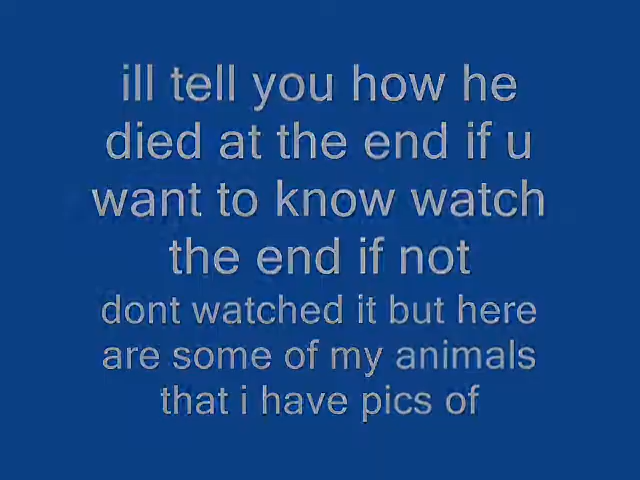 ill tell you how he
died at the end if u
want to know watch
the end if not
dont watched it but here
are some of my animals
that i have pics of